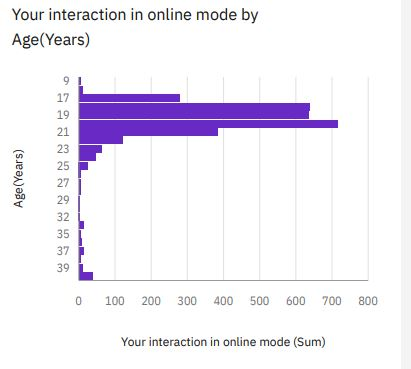 Your interaction in online mode by
Age(Years)
Age(Years)
9
17
19
21
23
25
27
29
32
35
37
39
0 100 200 300 400 500 600 700 800
Your interaction in online mode (Sum)